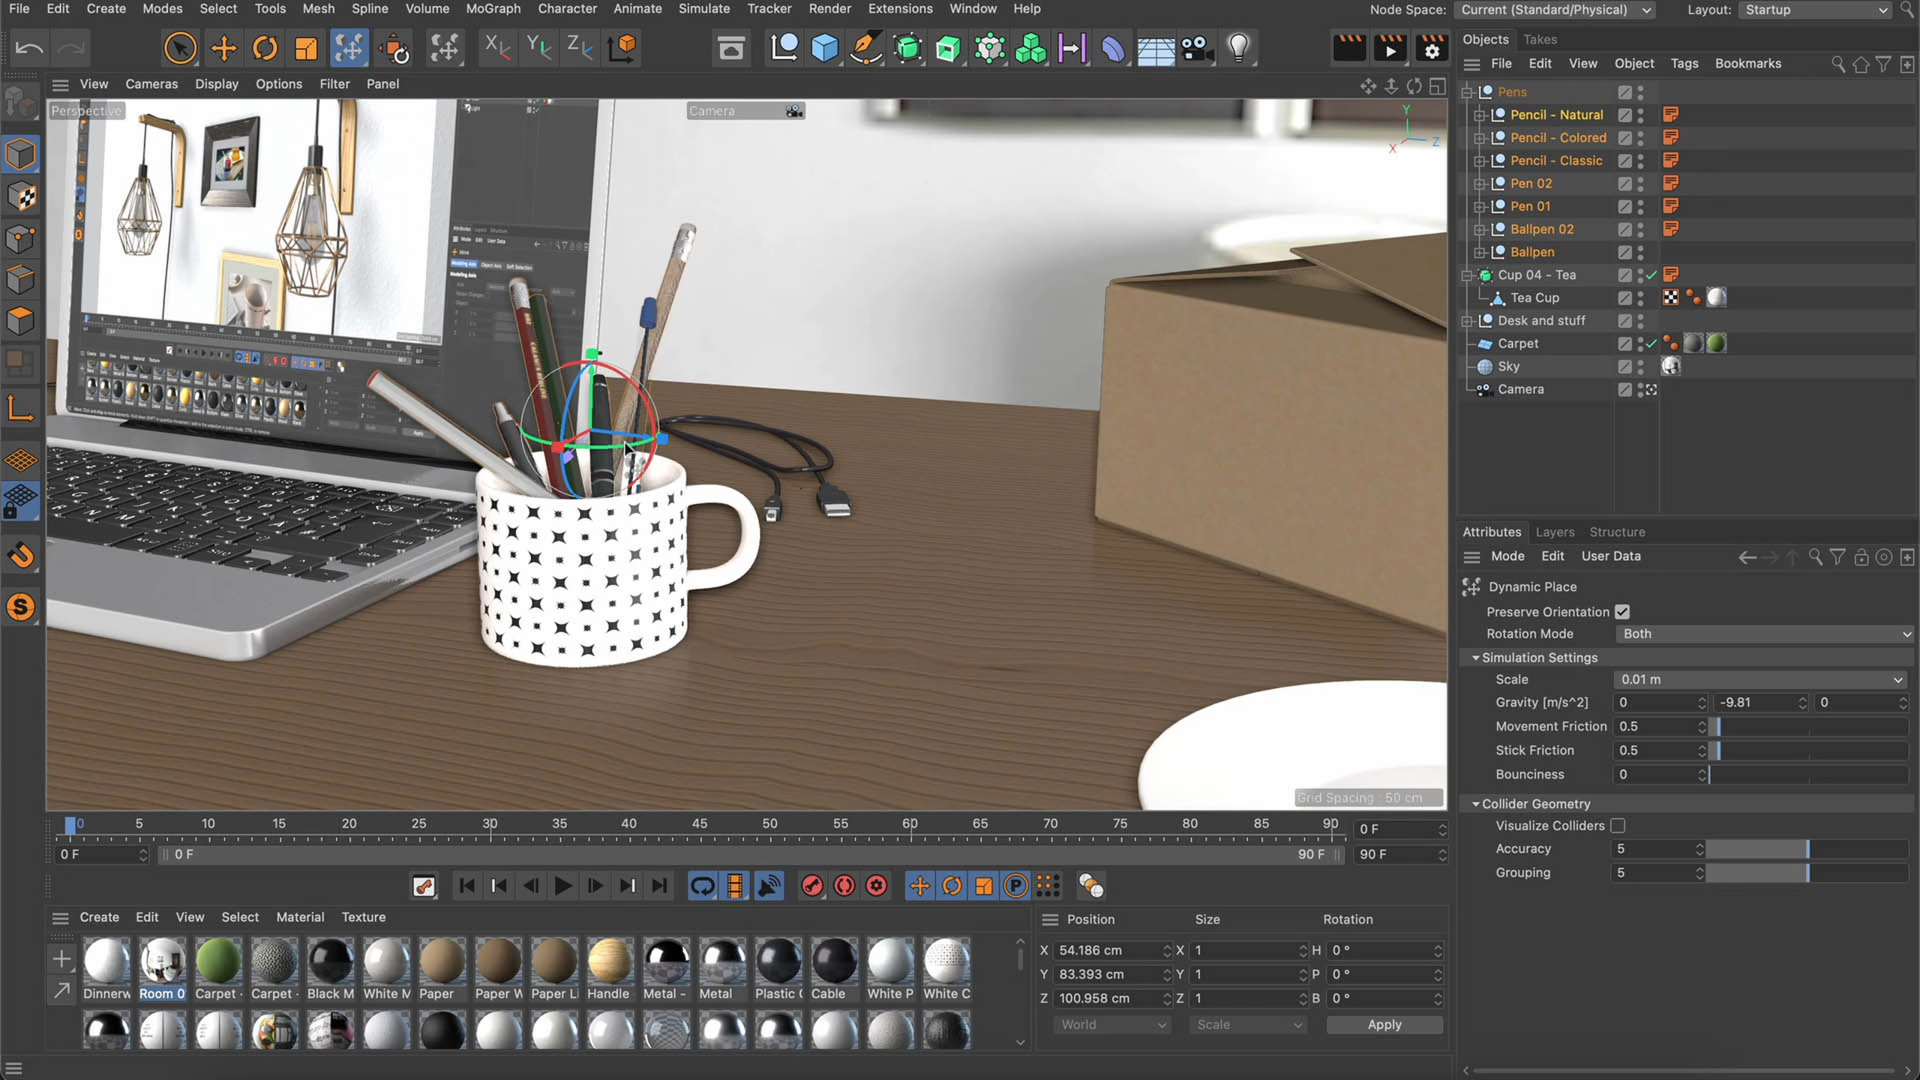 File Edit Create Modes Select Tools Mesh Spline Volume MoGraph Character Animate Simulate Tracker Render Extensions Window Help
Node Space: Current (Standard/Physical) Layout: Startup
X Y Z
Objects Takes
File Edit View Object Tags Bookmarks
View Cameras Display Options Filter Panel
Perspective
Camera
Y
X Z
Pens
Pencil - Natural
Pencil - Colored
Pencil - Classic
Pen 02
Pen 01
Ballpen 02
Ballpen
Cup 04 - Tea
Tea Cup
Desk and stuff
Carpet
Sky
Camera
Grid Spacing : 50 cm
Attributes Layers Structure
Mode Edit User Data
Dynamic Place
Preserve Orientation
Rotation Mode Both
Simulation Settings
Scale 0.01 m
Gravity [m/s^2] 0 -9.81 0
Movement Friction 0.5
Stick Friction 0.5
Bounciness 0
Collider Geometry
Visualize Colliders
Accuracy 5
Grouping 5
0 5 10 15 20 25 30 35 40 45 50 55 60 65 70 75 80 85 90
0 F
0 F 0 F 90 F 90 F
P
Create Edit View Select Material Texture
Dinnerw Room 0 Carpet - Carpet - Black M White M Paper Paper W Paper Li Handle Metal - Metal Plastic ( Cable White P White C
Position Size Rotation
X 54.186 cm X 1 H 0 °
Y 83.393 cm Y 1 P 0 °
Z 100.958 cm Z 1 B 0 °
World Scale Apply